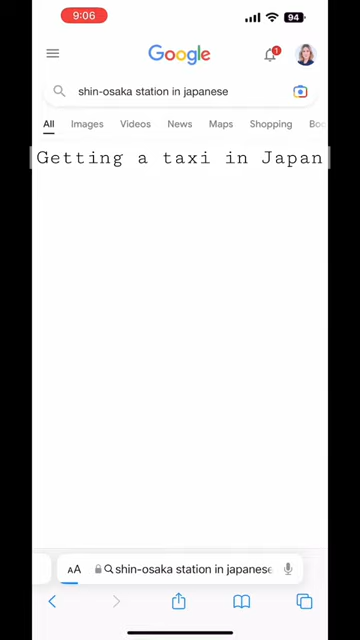 9:06
94
Google
1
shin-osaka station in japanese
All Images Videos News Maps Shopping
Getting a taxi in Japan
AA shin-osaka station in japanese